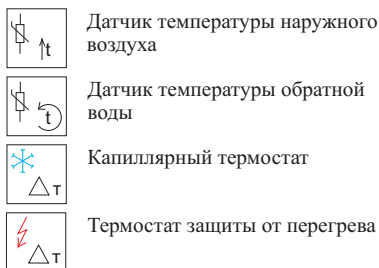 t
Датчик температуры наружного
воздуха
t
Датчик температуры обратной
воды
Т
Капиллярный термостат
Т
Термостат защиты от перегрева